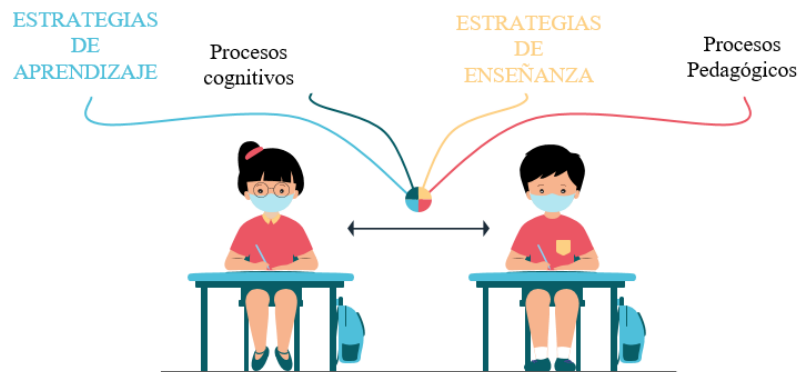 ESTRATEGIAS
DE
APRENDIZAJE
Procesos
cognitivos
ESTRATEGIAS
DE
ENSEÑANZA
Procesos
Pedagógicos